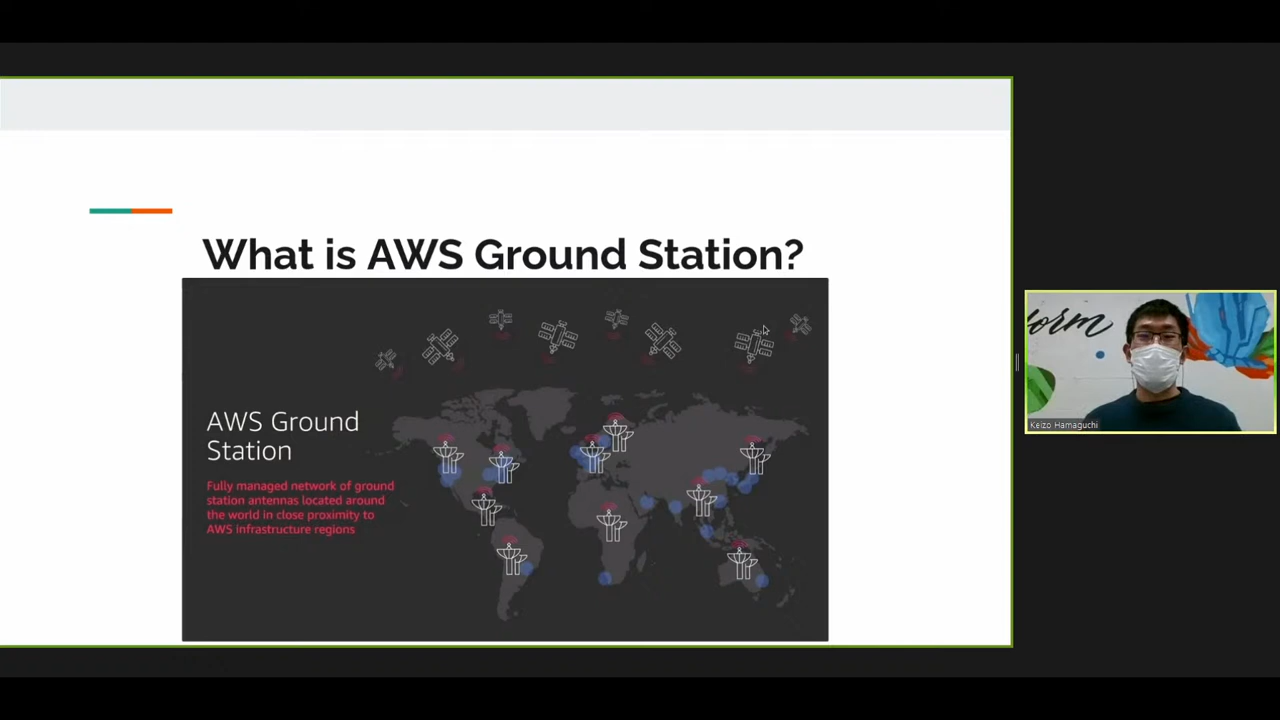 What is AWS Ground Station?
AWS Ground
Station
Fully managed network of ground
station antennas located around
the world in close proximity to
AWS infrastructure regions
orm
Keizo Hamaguchi